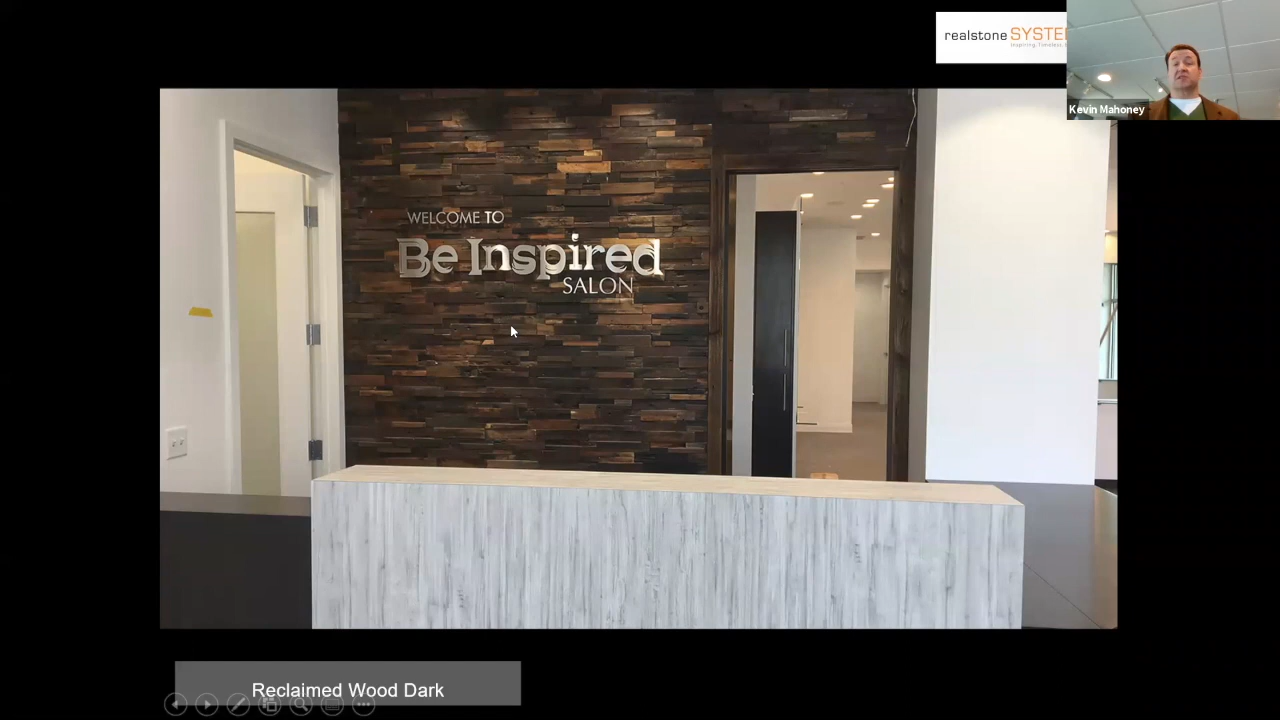 realstone SYSTE
Kevin Mahoney
WELCOME TO
Be Inspired
SALON
Reclaimed Wood Dark